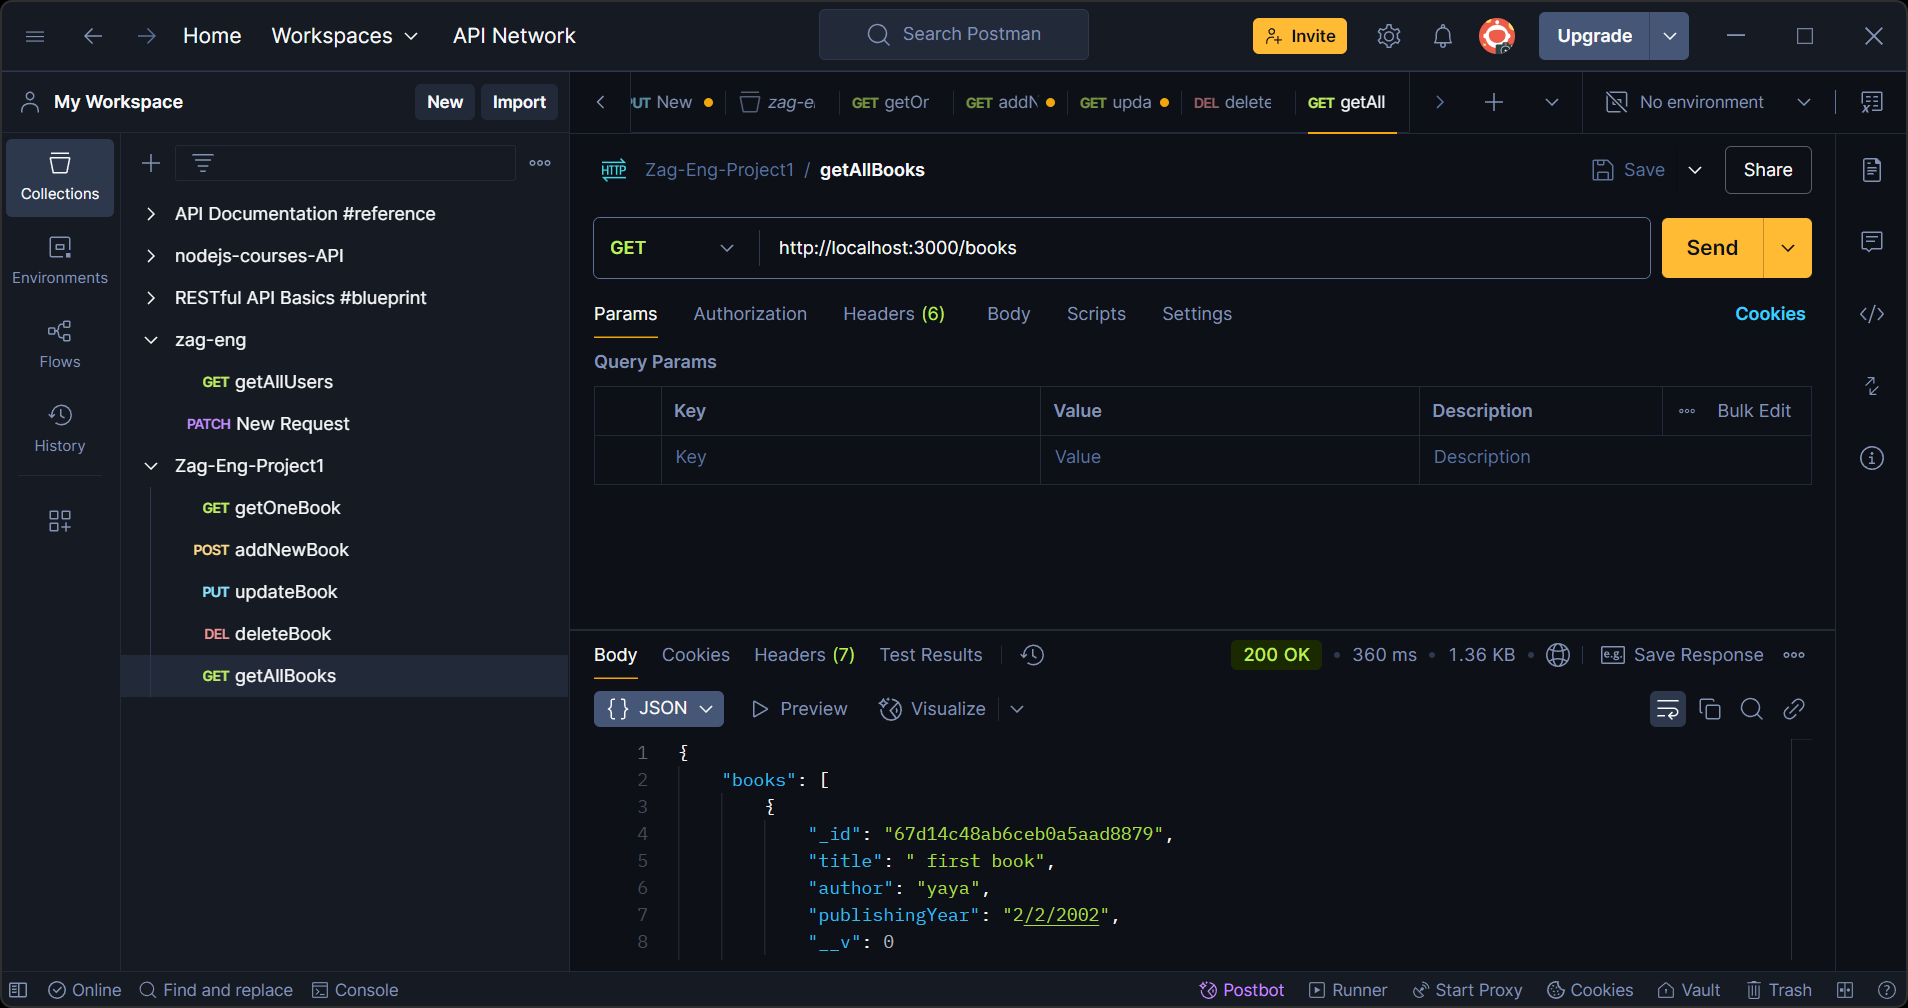 Home Workspaces API Network Search Postman Invite Upgrade
My Workspace New Import
PUT New zag-e GET getOr GET addN GET upda DEL delete GET getAll No environment
Collections
Environments
Flows
History
API Documentation #reference
nodejs-courses-API
RESTful API Basics #blueprint
zag-eng
GET getAllUsers
PATCH New Request
Zag-Eng-Project1
GET getOneBook
POST addNewBook
PUT updateBook
DEL deleteBook
GET getAllBooks
HTTP Zag-Eng-Project1 / getAllBooks Save Share
GET http://localhost:3000/books Send
Params Authorization Headers (6) Body Scripts Settings Cookies
Query Params
Key Value Description Bulk Edit
Key Value Description
Body Cookies Headers (7) Test Results 200 OK • 360 ms • 1.36 KB • e.g. Save Response
{ } JSON Preview Visualize
1 {
2 "books": [
3 {
4 "_id": "67d14c48ab6ceb0a5aad8879",
5 "title": " first book",
6 "author": "yaya",
7 "publishingYear": "2/2/2002",
8 "__v": 0
Online Find and replace Console Postbot Runner Start Proxy Cookies Vault Trash